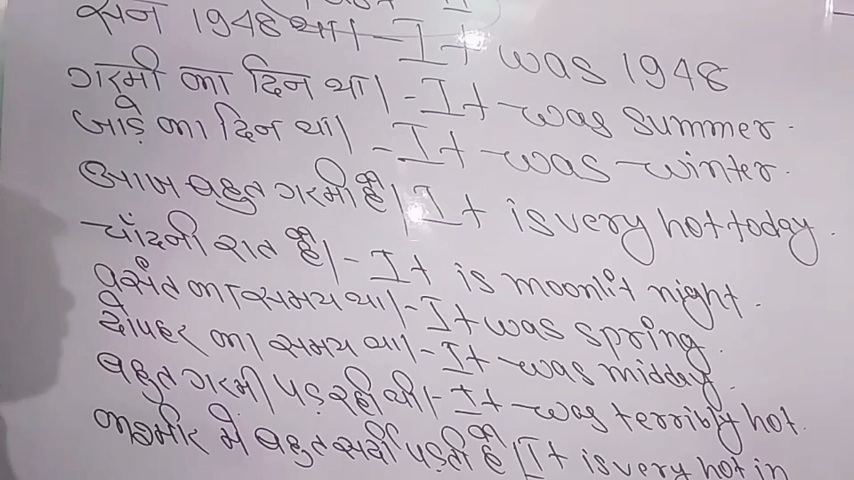 सन 1948 था। - It was 1948
गरमी का दिन था। - It was summer.
जाड़े का दिन था। - It was winter.
आज बहुत गरमी है। It is very hot today.
चाँदनी रात है। - It is moonlit night.
वसंत का समय था। - It was spring.
दोपहर का समय था। - It was midday.
बहुत गरमी पड़ रही थी। - It was terribly hot.
कश्मीर में बहुत सर्दी पड़ती है। It is very hot in